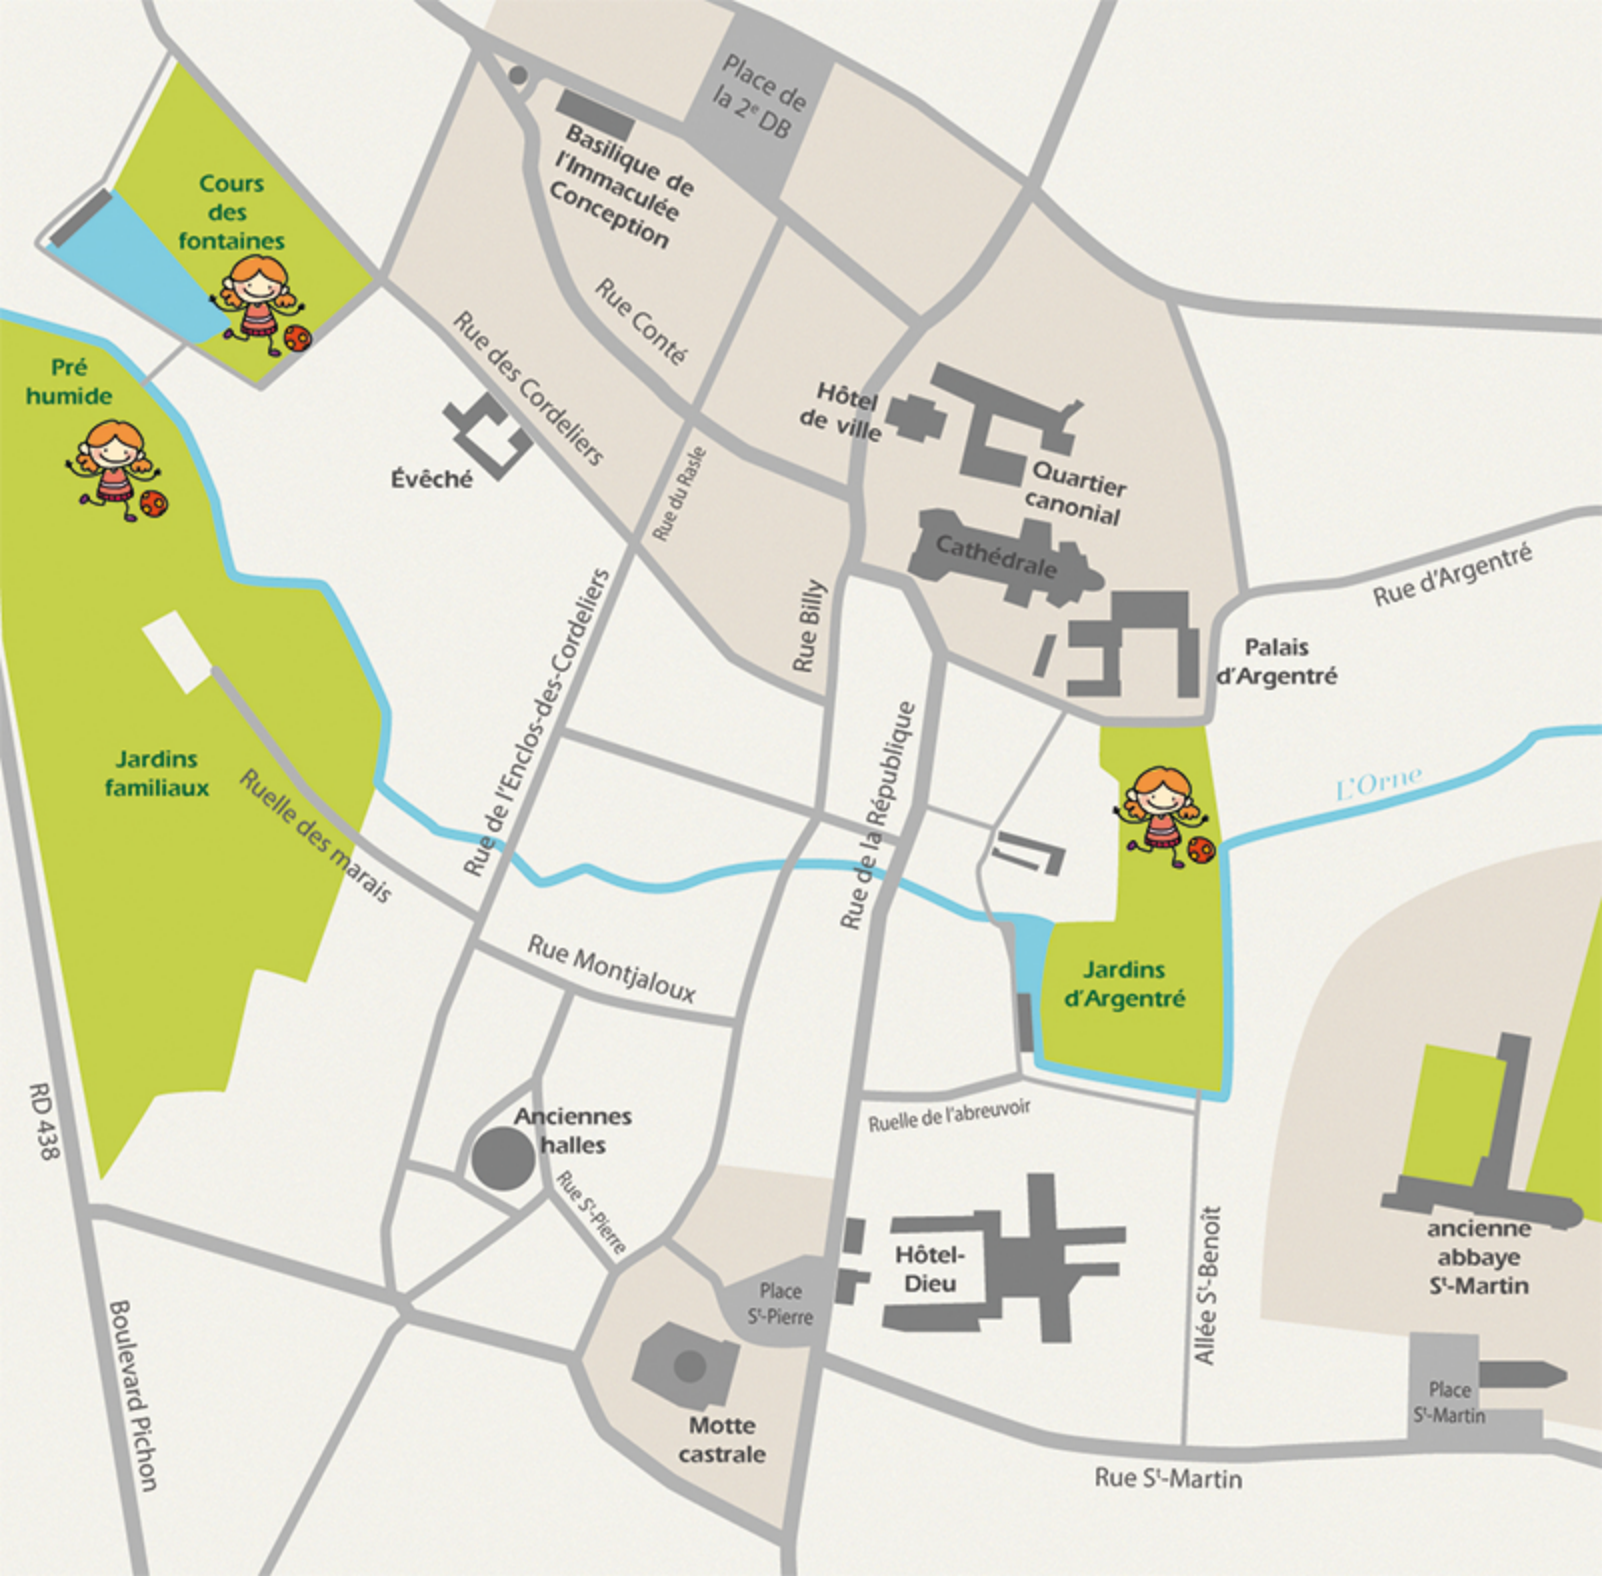 Place de
la 2e DB
Basilique de
l'Immaculée
Conception
Cours
des
fontaines
Rue Conté
Rue des Cordeliers
Pré
humide
Hôtel
de ville
Quartier
canonial
Évêché
Rue du Rasle
Cathédrale
Rue d'Argentré
Rue Billy
Palais
d'Argentré
Rue de l'Enclos-des-Cordeliers
Rue de la République
Jardins
familiaux
Ruelle des marais
L'Orne
Rue Montjaloux
Jardins
d'Argentré
RD 438
Anciennes
halles
Ruelle de l'abreuvoir
Rue St-Pierre
Hôtel-
Dieu
Allée St-Benoît
ancienne
abbaye
St-Martin
Place
St-Pierre
Boulevard Pichon
Place
St-Martin
Motte
castrale
Rue St-Martin